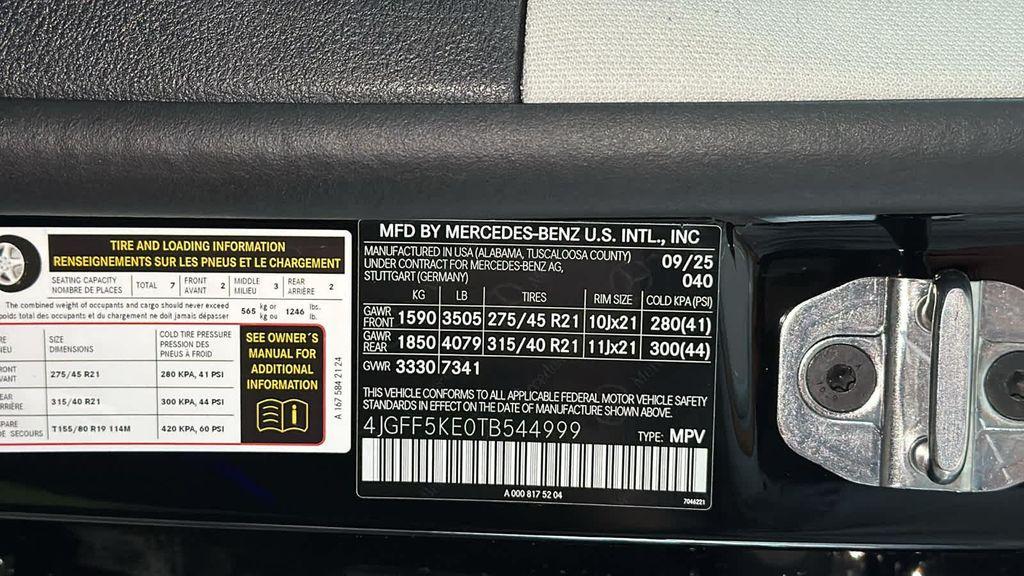 TIRE AND LOADING INFORMATION
RENSEIGNEMENTS SUR LES PNEUS ET LE CHARGEMENT
SEATING CAPACITY
NOMBRE DE PLACES
TOTAL 7
FRONT
AVANT 2
MIDDLE
MILIEU 3
REAR
ARRIÈRE 2
The combined weight of occupants and cargo should never exceed
poids total des occupants et du chargement ne doit jamais dépasser
565 kg or 1246 lbs.
kg ou lb.
SIZE
DIMENSIONS
COLD TIRE PRESSURE
PRESSION DES
PNEUS À FROID
275/45 R21 280 KPA, 41 PSI
315/40 R21 300 KPA, 44 PSI
DE SECOURS T155/80 R19 114M 420 KPA, 60 PSI
SEE OWNER´S
MANUAL FOR
ADDITIONAL
INFORMATION
A 167 584 21 24
MFD BY MERCEDES-BENZ U.S. INTL., INC
MANUFACTURED IN USA (ALABAMA, TUSCALOOSA COUNTY)
UNDER CONTRACT FOR MERCEDES-BENZ AG,
STUTTGART (GERMANY)
09/25
040
KG LB TIRES RIM SIZE COLD KPA(PSI)
GAWR
FRONT 1590 3505 275/45 R21 10Jx21 280(41)
GAWR
REAR 1850 4079 315/40 R21 11Jx21 300(44)
GVWR 3330 7341
THIS VEHICLE CONFORMS TO ALL APPLICABLE FEDERAL MOTOR VEHICLE SAFETY
STANDARDS IN EFFECT ON THE DATE OF MANUFACTURE SHOWN ABOVE.
4JGFF5KE0TB544999 TYPE: MPV
A 000 817 52 04
7046221